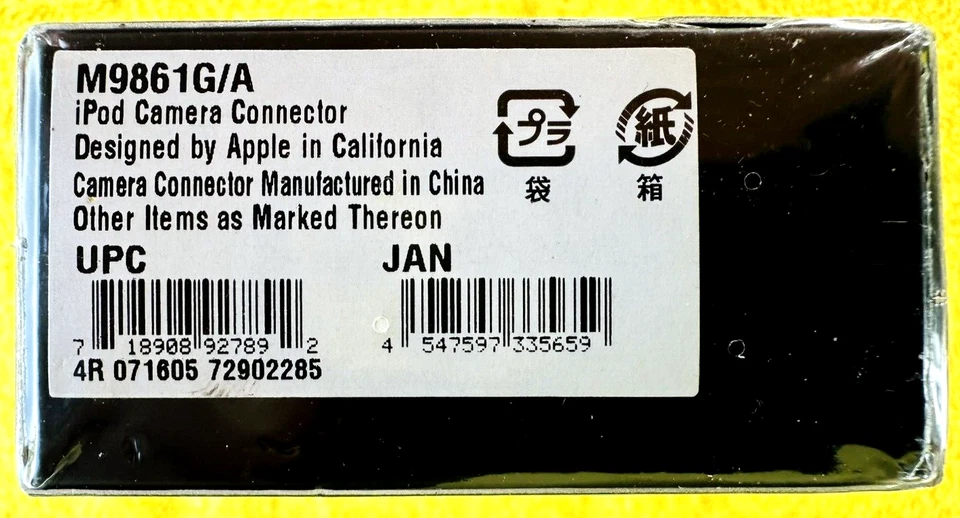 M9861G/A
iPod Camera Connector
Designed by Apple in California
Camera Connector Manufactured in China
Other Items as Marked Thereon
プラ
袋
紙
箱
UPC
JAN
7 18908 92789 2
4 547597 335659
4R 071605 72902285